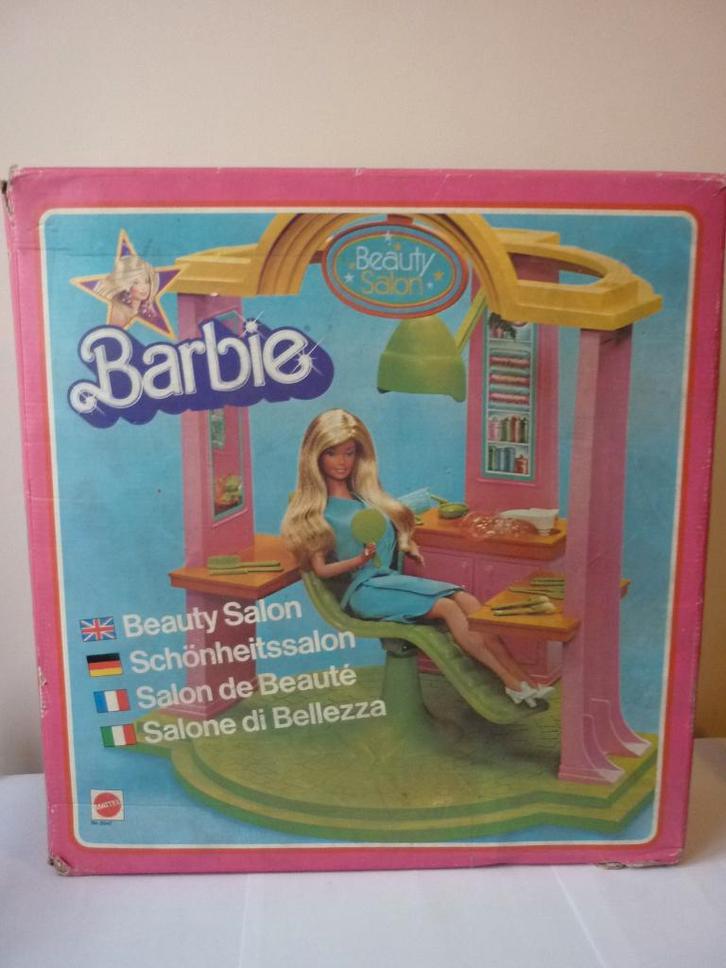 Beauty
Salon
Barbie
Beauty Salon
Schönheitssalon
Salon de Beauté
Salone di Bellezza
MATTEL